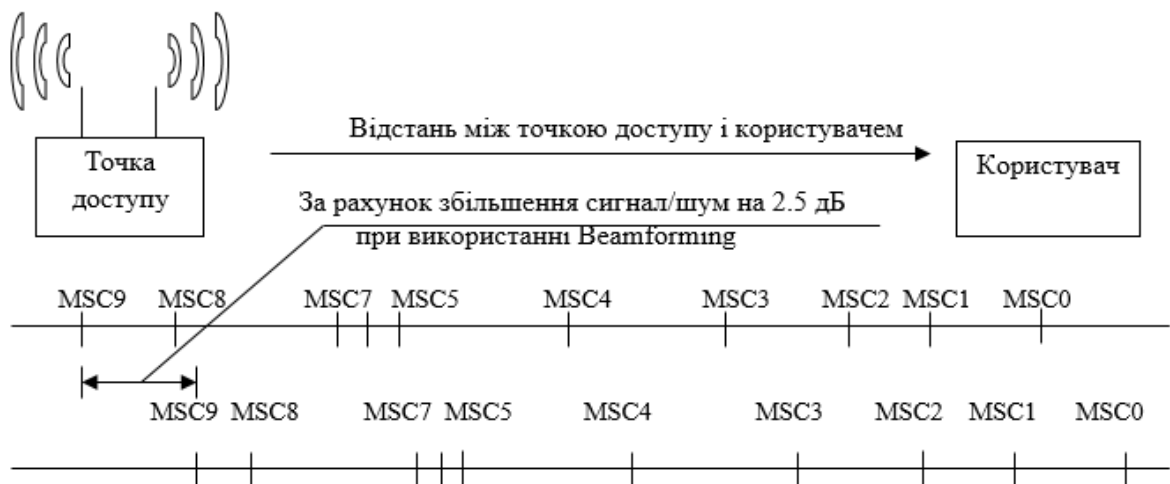 Відстань між точкою доступу і користувачем
Точка
доступу
Користувач
За рахунок збільшення сигнал/шум на 2.5 дБ
при використанні Beamforming
MSC9 MSC8 MSC7 MSC5 MSC4 MSC3 MSC2 MSC1 MSC0
MSC9 MSC8 MSC7 MSC5 MSC4 MSC3 MSC2 MSC1 MSC0